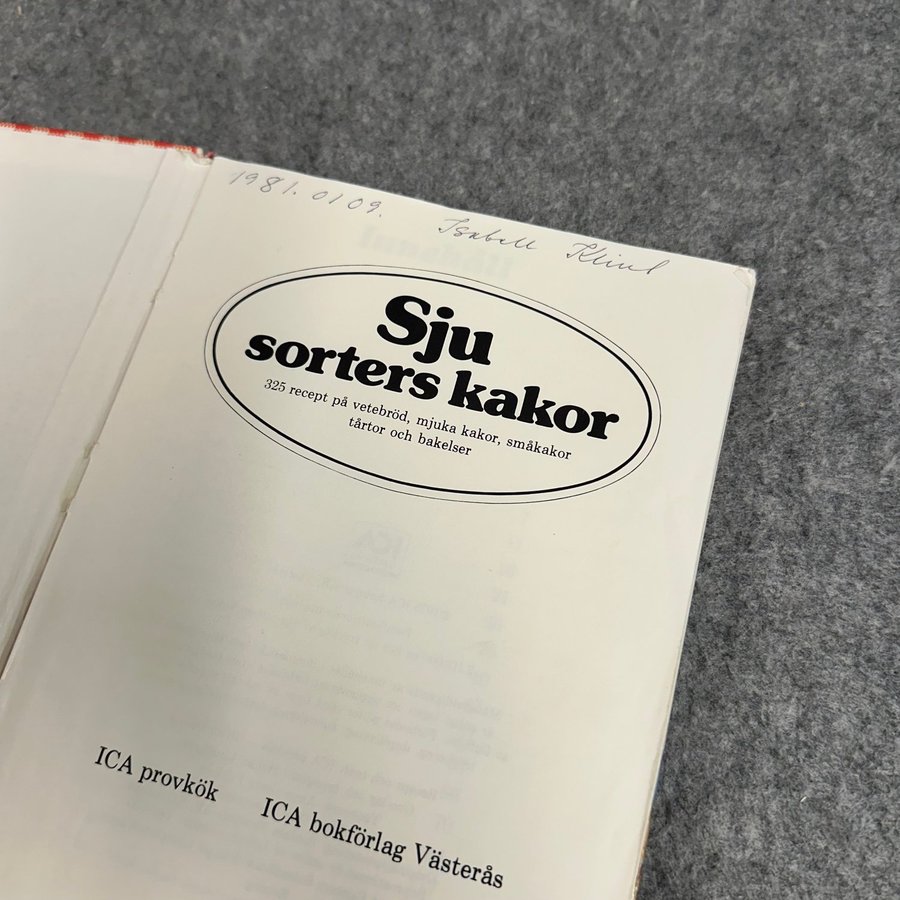 1981.0109. Isabell
Sju
sorters kakor
325 recept på vetebröd, mjuka kakor, småkakor
tårtor och bakelser
ICA provkök ICA bokförlag Västerås